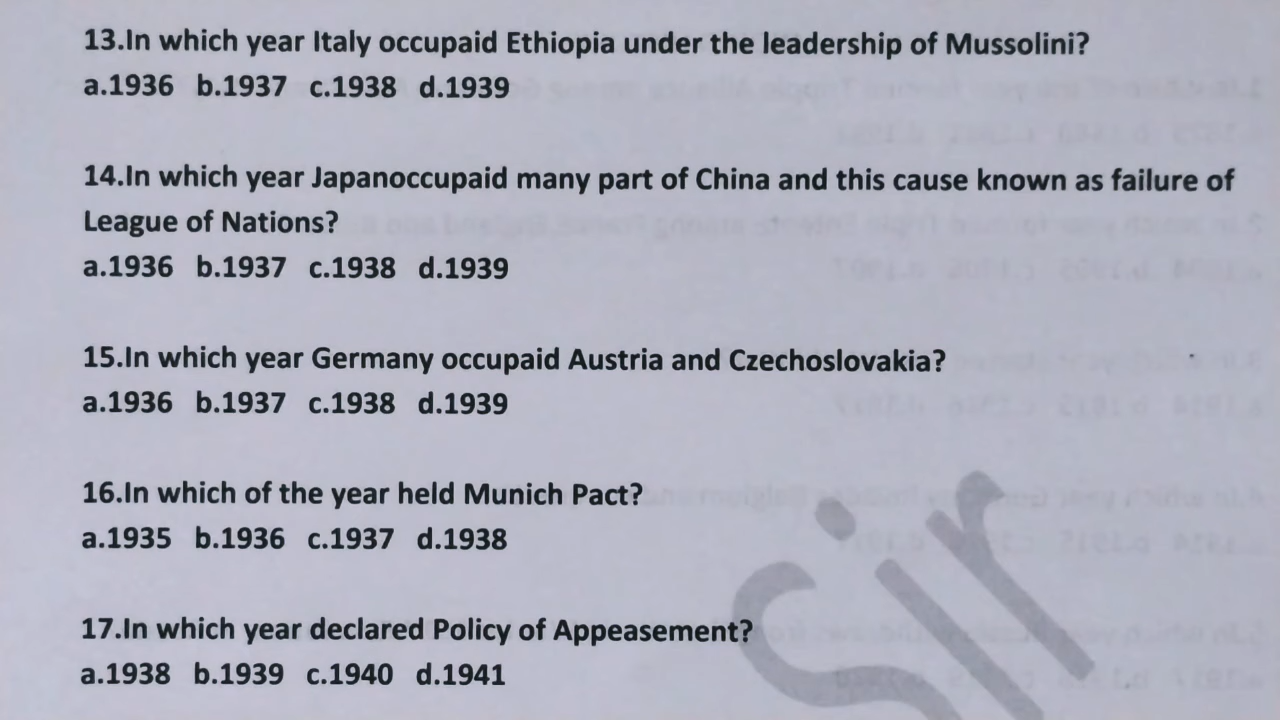 13.In which year Italy occupaid Ethiopia under the leadership of Mussolini?
a.1936 b.1937 c.1938 d.1939
14.In which year Japanoccupaid many part of China and this cause known as failure of
League of Nations?
a.1936 b.1937 c.1938 d.1939
15.In which year Germany occupaid Austria and Czechoslovakia?
a.1936 b.1937 c.1938 d.1939
16.In which of the year held Munich Pact?
a.1935 b.1936 c.1937 d.1938
17.In which year declared Policy of Appeasement?
a.1938 b.1939 c.1940 d.1941
Sir